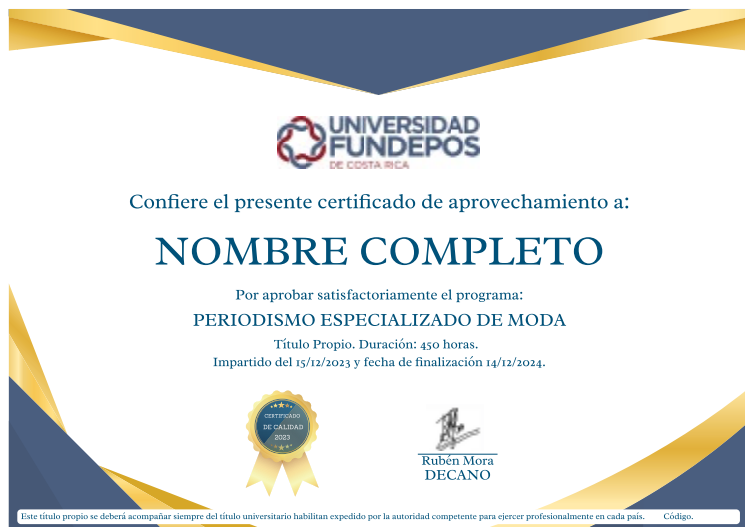 UNIVERSIDAD
FUNDEPOS
DE COSTA RICA
Confiere el presente certificado de aprovechamiento a:
NOMBRE COMPLETO
Por aprobar satisfactoriamente el programa:
PERIODISMO ESPECIALIZADO DE MODA
Título Propio. Duración: 450 horas.
Impartido del 15/12/2023 y fecha de finalización 14/12/2024.
CERTIFICADO
DE CALIDAD
2023
Rubén Mora
DECANO
Este título propio se deberá acompañar siempre del título universitario habilitan expedido por la autoridad competente para ejercer profesionalmente en cada país. Código.